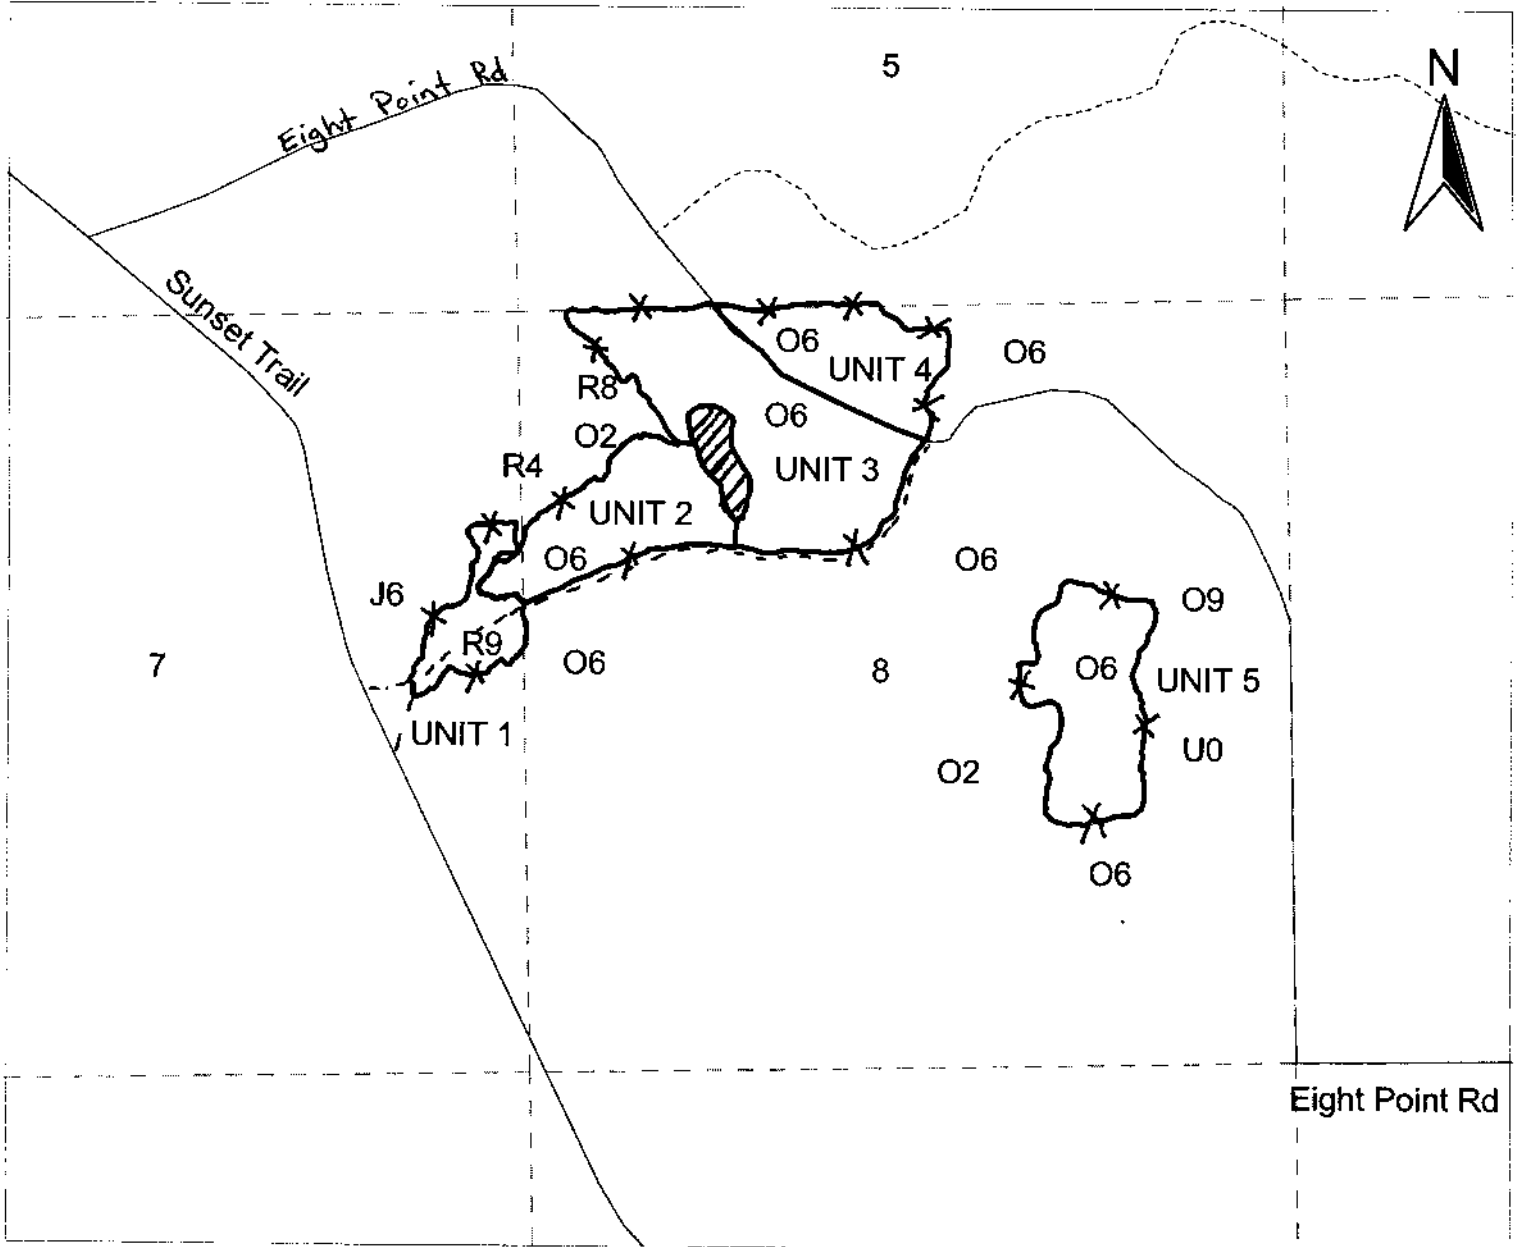 5
N
Eight Point Rd
Sunset Trail
O6
UNIT 4
O6
R8
O6
O2
R4
UNIT 3
UNIT 2
O6
O6
J6
O9
R9
O6
7
8
O6
UNIT 5
UNIT 1
U0
O2
O6
Eight Point Rd